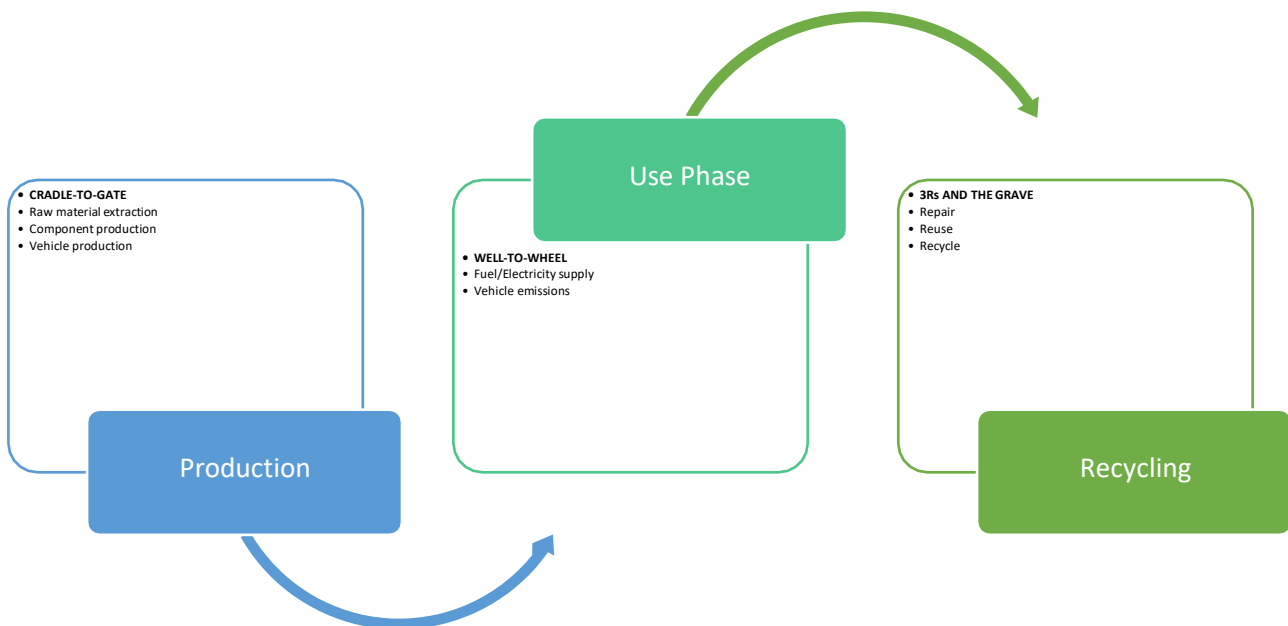 • CRADLE-TO-GATE
• Raw material extraction
• Component production
• Vehicle production
Production
Use Phase
• WELL-TO-WHEEL
• Fuel/Electricity supply
• Vehicle emissions
• 3Rs AND THE GRAVE
• Repair
• Reuse
• Recycle
Recycling